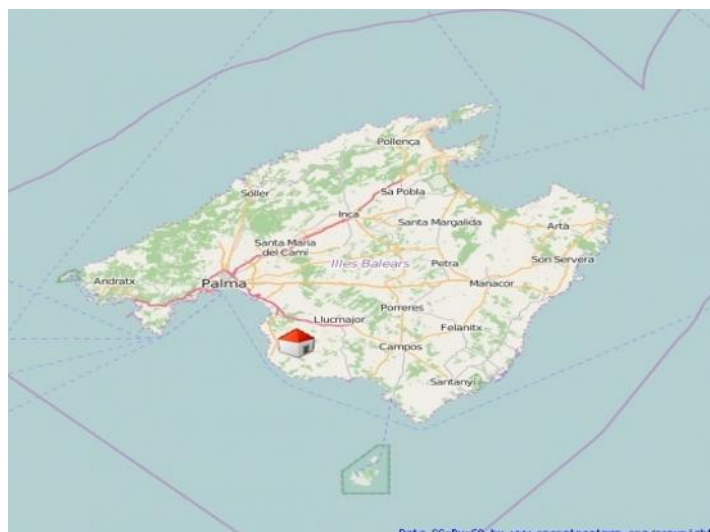 Pollença
Sa Pobla
Sóller
Inca
Santa Margalida
Artà
Santa Maria
del Camí
Illes Balears
Petra
Son Servera
Andratx
Palma
Manacor
Porreres
Llucmajor
Felanitx
Campos
Santanyí